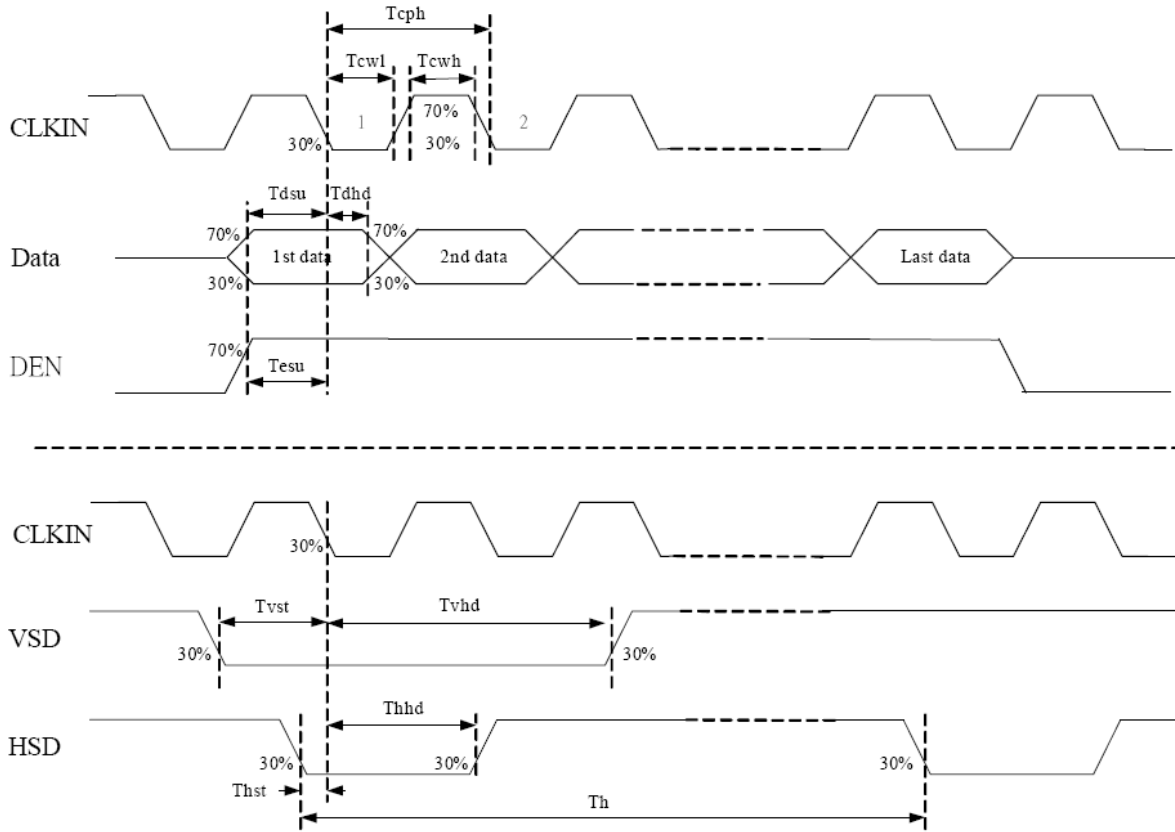 Tcph
Tcwl Tcwh
CLKIN 30% 1 70% 30% 2
Tdsu Tdhd
70% 70%
Data 1st data 2nd data Last data
30% 30%
70%
DEN Tesu
CLKIN 30%
Tvst Tvhd
VSD 30% 30%
Thhd
HSD 30% 30% 30%
Thst
Th